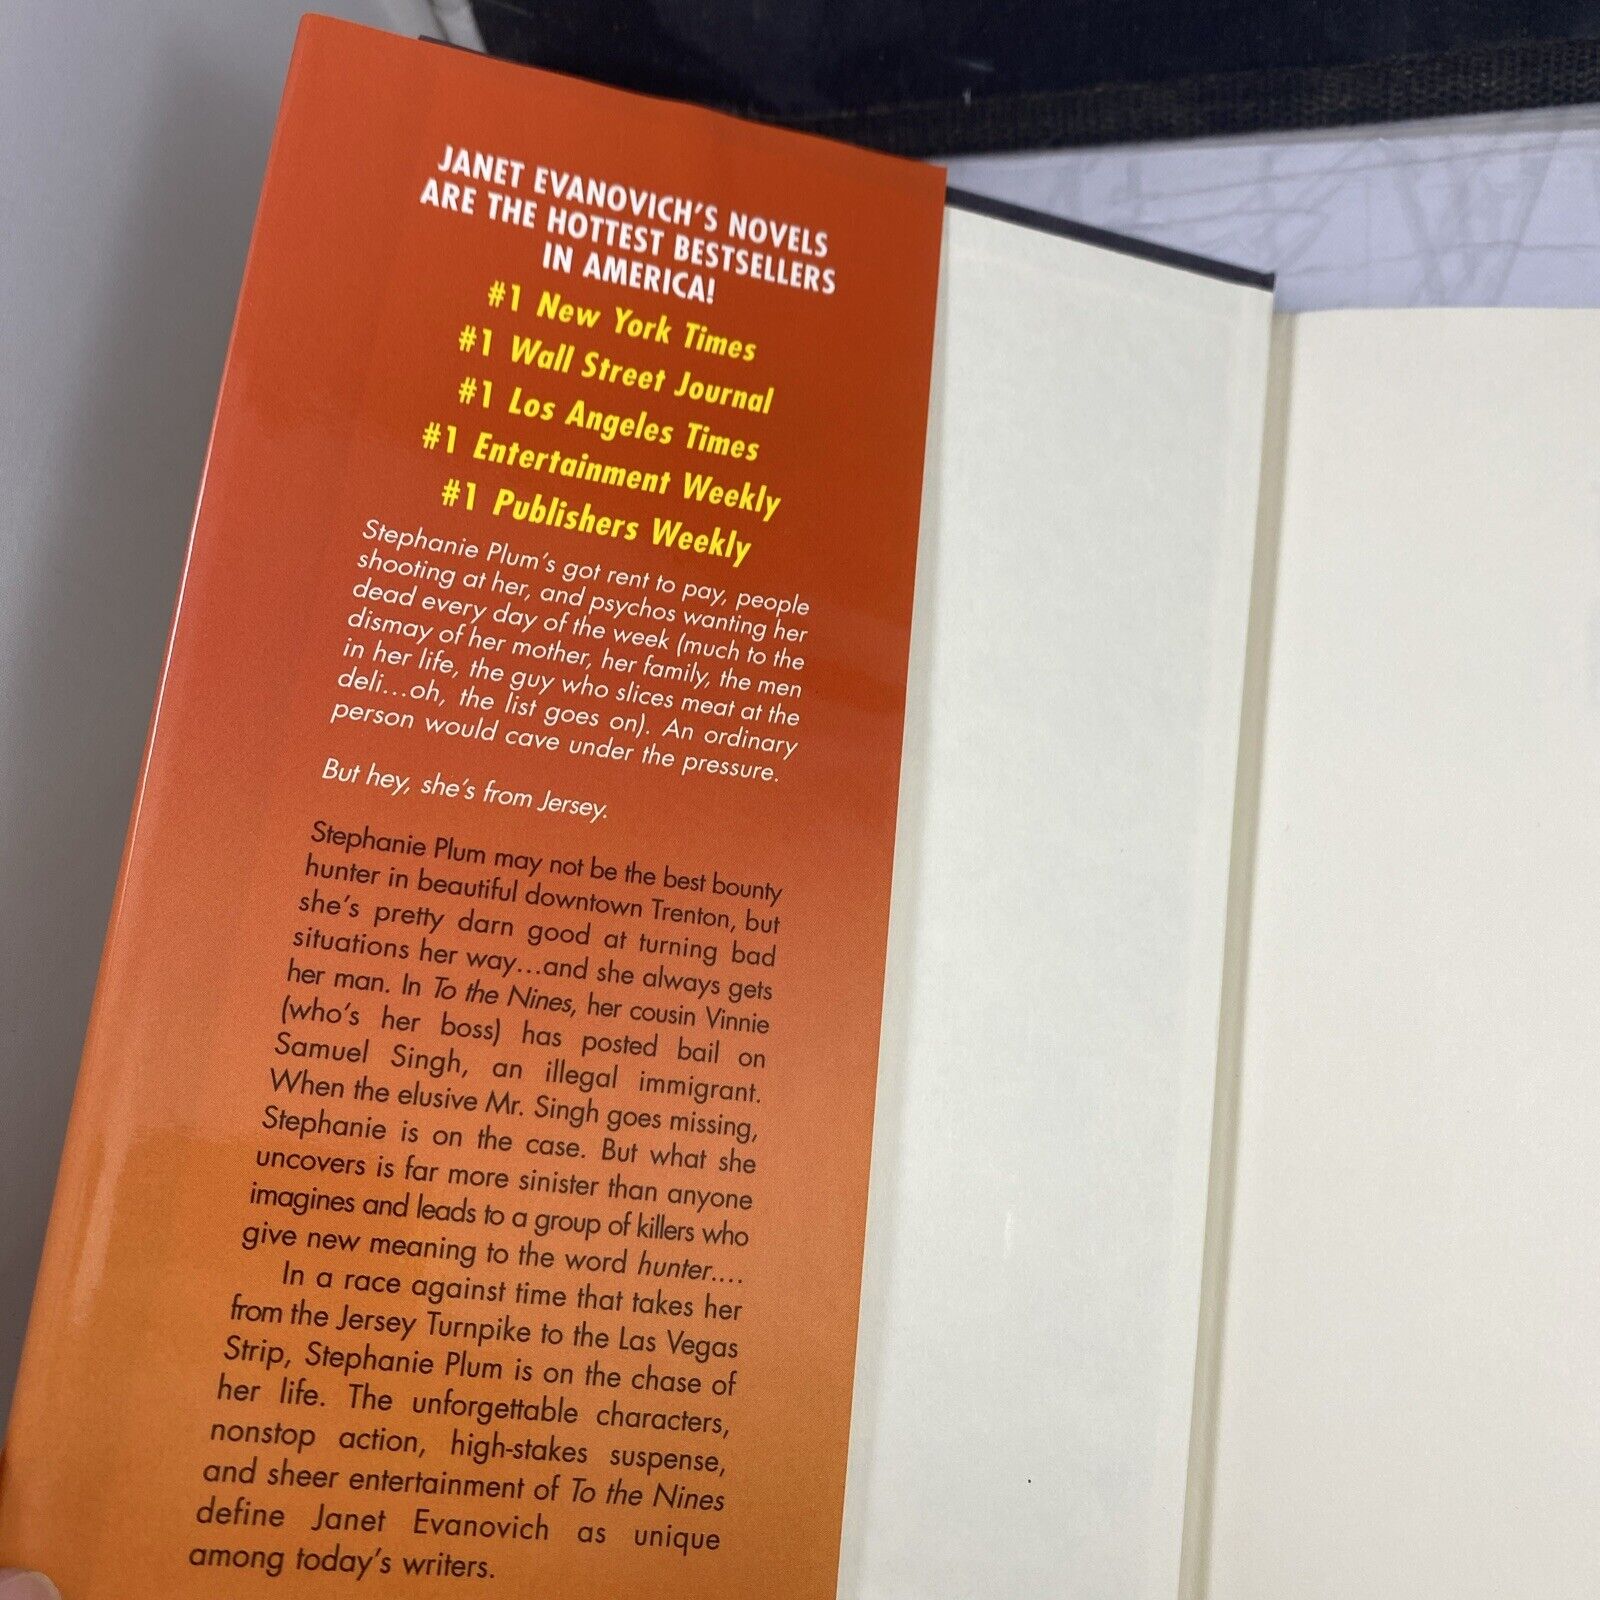 JANET EVANOVICH'S NOVELS
ARE THE HOTTEST BESTSELLERS
IN AMERICA!
#1 New York Times
#1 Wall Street Journal
#1 Los Angeles Times
#1 Entertainment Weekly
#1 Publishers Weekly
Stephanie Plum's got rent to pay, people
shooting at her, and psychos wanting her
dead every day of the week (much to the
dismay of her mother, her family, the men
in her life, the guy who slices meat at the
deli...oh, the list goes on). An ordinary
person would cave under the pressure.
But hey, she's from Jersey.
Stephanie Plum may not be the best bounty
hunter in beautiful downtown Trenton, but
she's pretty darn good at turning bad
situations her way...and she always gets
her man. In To the Nines, her cousin Vinnie
(who's her boss) has posted bail on
Samuel Singh, an illegal immigrant.
When the elusive Mr. Singh goes missing,
Stephanie is on the case. But what she
uncovers is far more sinister than anyone
imagines and leads to a group of killers who
give new meaning to the word hunter....
In a race against time that takes her
from the Jersey Turnpike to the Las Vegas
Strip, Stephanie Plum is on the chase of
her life. The unforgettable characters,
nonstop action, high-stakes suspense,
and sheer entertainment of To the Nines
define Janet Evanovich as unique
among today's writers.